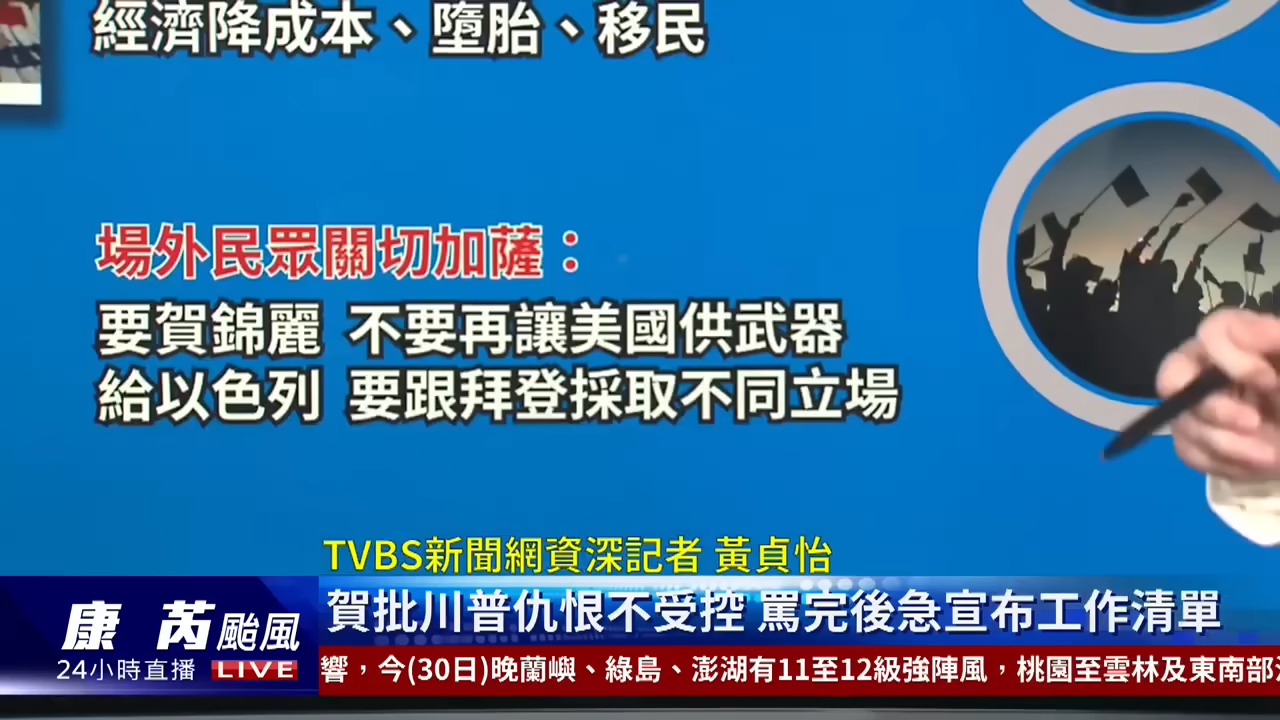 經濟降成本、墮胎、移民
場外民眾關切加薩：
要賀錦麗 不要再讓美國供武器
給以色列 要跟拜登採取不同立場
TVBS新聞網資深記者 黃貞怡
賀批川普仇恨不受控 罵完後急宣布工作清單
康 芮颱風
24小時直播 LIVE
響，今(30日)晚蘭嶼、綠島、澎湖有11至12級強陣風，桃園至雲林及東南部